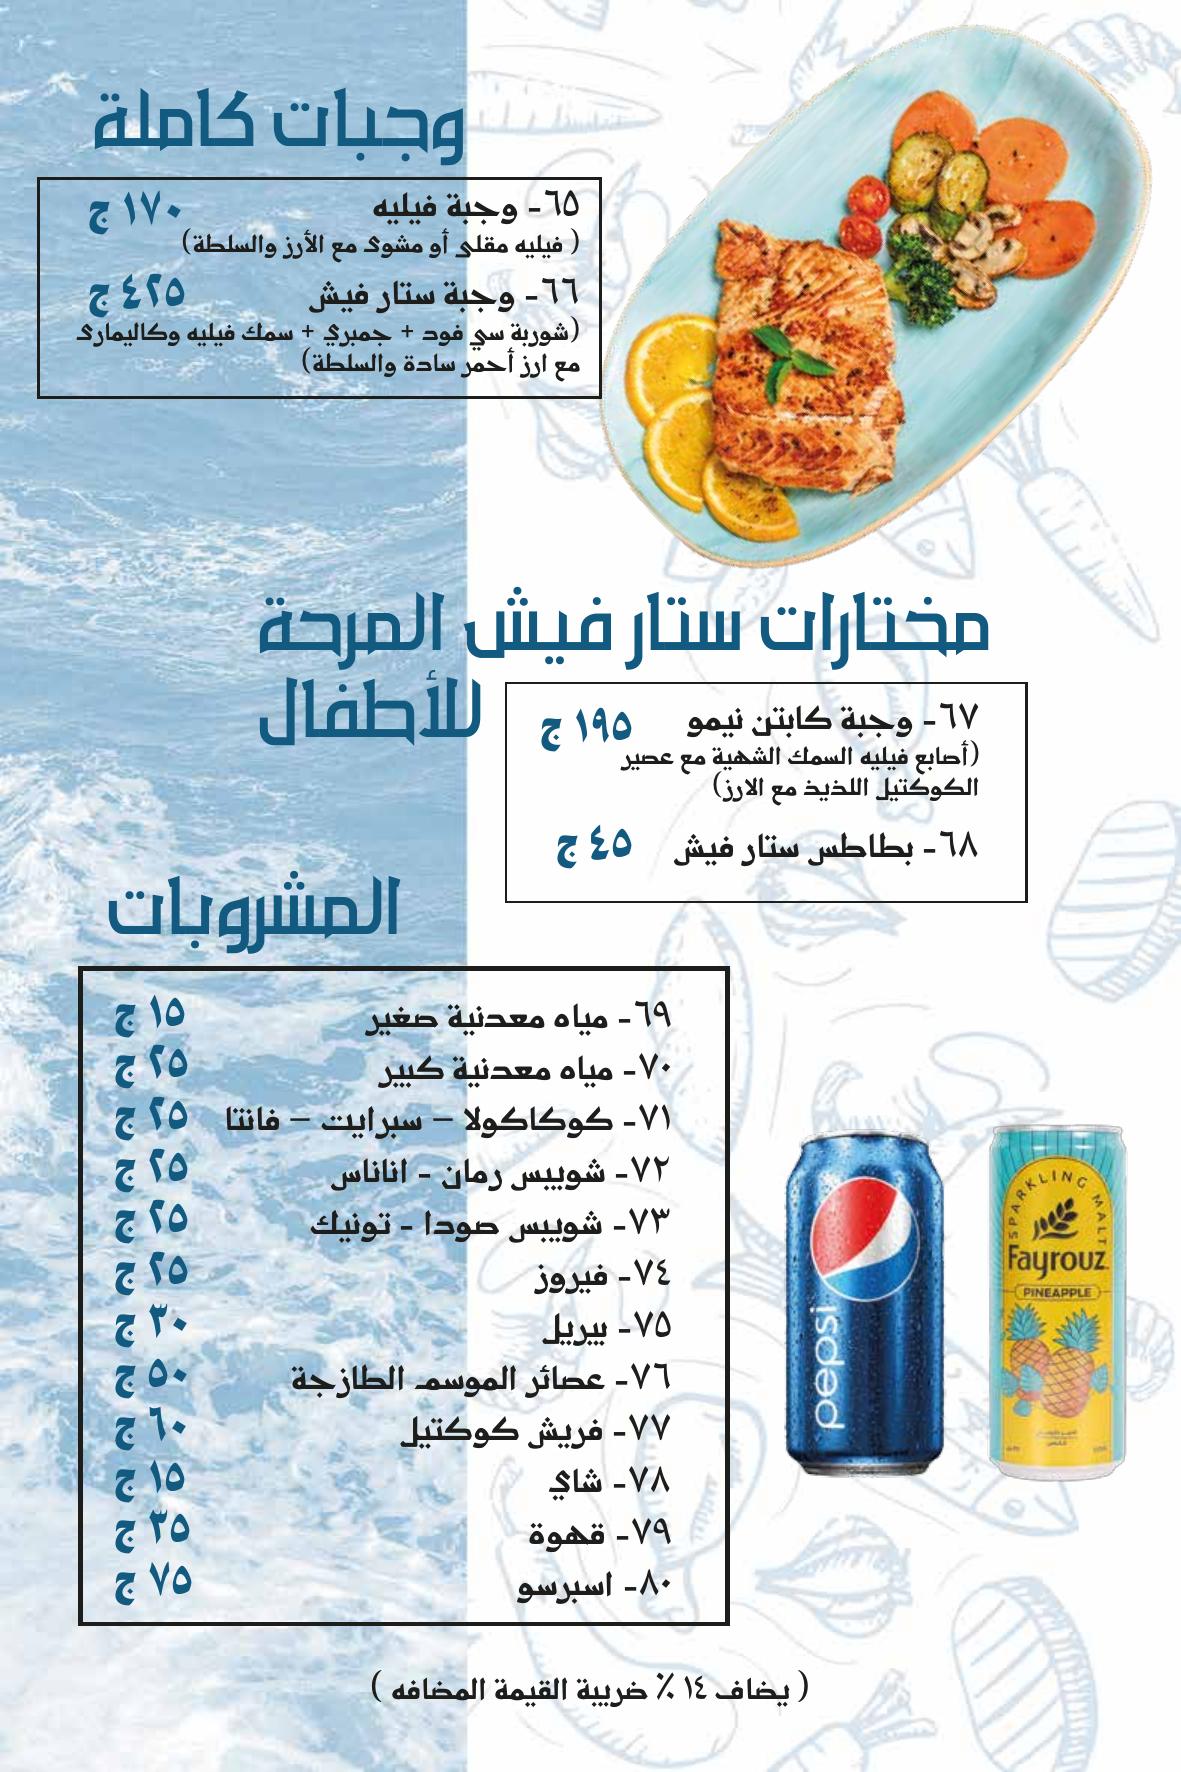 وجبات كاملة
٦٥- وجبة فيليه ١٧٠ ج
( فيليه مقلى أو مشوى مع الأرز والسلطة)
٦٦- وجبة ستار فيش ٤٢٥ ج
(شوربة سي فود + جمبري + سمك فيليه وكاليمارى
مع ارز أحمر سادة والسلطة)
مختارات ستار فيش المرحة
للأطفال
٦٧- وجبة كابتن نيمو ١٩٥ ج
(أصابع فيليه السمك الشهية مع عصير
الكوكتيل اللذيذ مع الارز)
٦٨- بطاطس ستار فيش ٤٥ ج
المشروبات
٦٩- مياه معدنية صغير ١٥ ج
٧٠- مياه معدنية كبير ٢٥ ج
٧١- كوكاكولا – سبرايت – فانتا ٢٥ ج
٧٢- شويبس رمان - اناناس ٢٥ ج
٧٣- شويبس صودا - تونيك ٢٥ ج
٧٤- فيروز ٢٥ ج
٧٥- بيريل ٣٠ ج
٧٦- عصائر الموسم الطازجة ٥٠ ج
٧٧- فريش كوكتيل ٦٠ ج
٧٨- شاي ١٥ ج
٧٩- قهوة ٣٥ ج
٨٠- اسبرسو ٧٥ ج
pepsi
SPARKLING MALT
Fayrouz
PINEAPPLE
( يضاف ١٤ ٪ ضريبة القيمة المضافه )